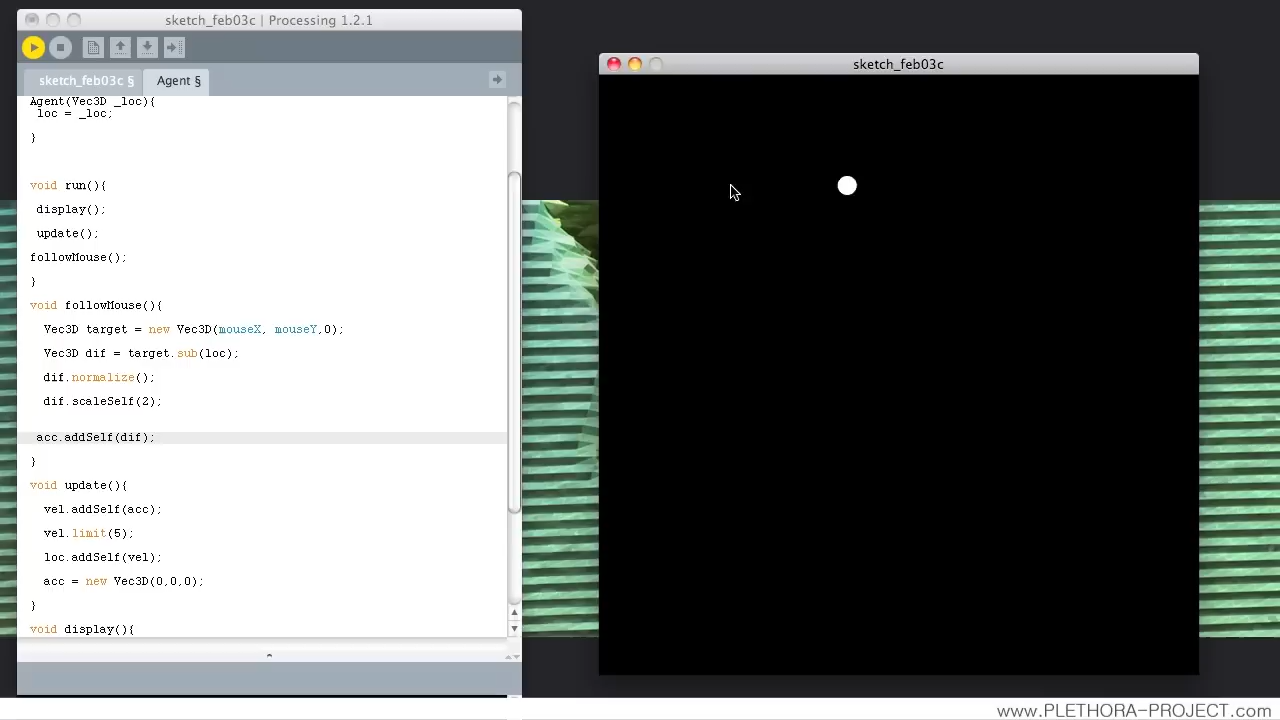 sketch_feb03c | Processing 1.2.1
sketch_feb03c §
Agent §
Agent(Vec3D _loc){
loc = _loc;
}
void run(){
display();
update();
followMouse();
}
void followMouse(){
Vec3D target = new Vec3D(mouseX, mouseY,0);
Vec3D dif = target.sub(loc);
dif.normalize();
dif.scaleSelf(2);
acc.addSelf(dif);
}
void update(){
vel.addSelf(acc);
vel.limit(5);
loc.addSelf(vel);
acc = new Vec3D(0,0,0);
}
void display(){
sketch_feb03c
www.PLETHORA-PROJECT.com